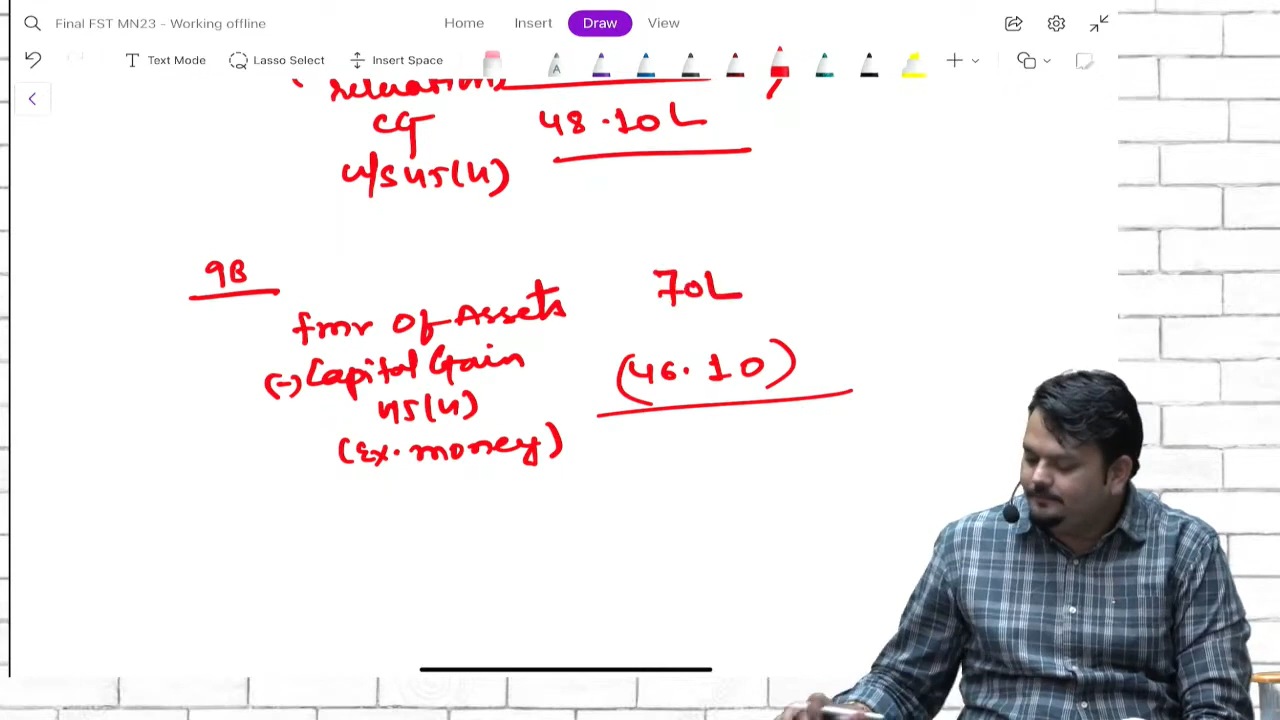 Final FST MN23 - Working offline
Home Insert Draw View
Text Mode Lasso Select Insert Space
CG 48.10L
u/s 45(4)
9B
fmv Of Assets 70L
(-) Capital Gain (46.10)
45(4)
(Ex. money)